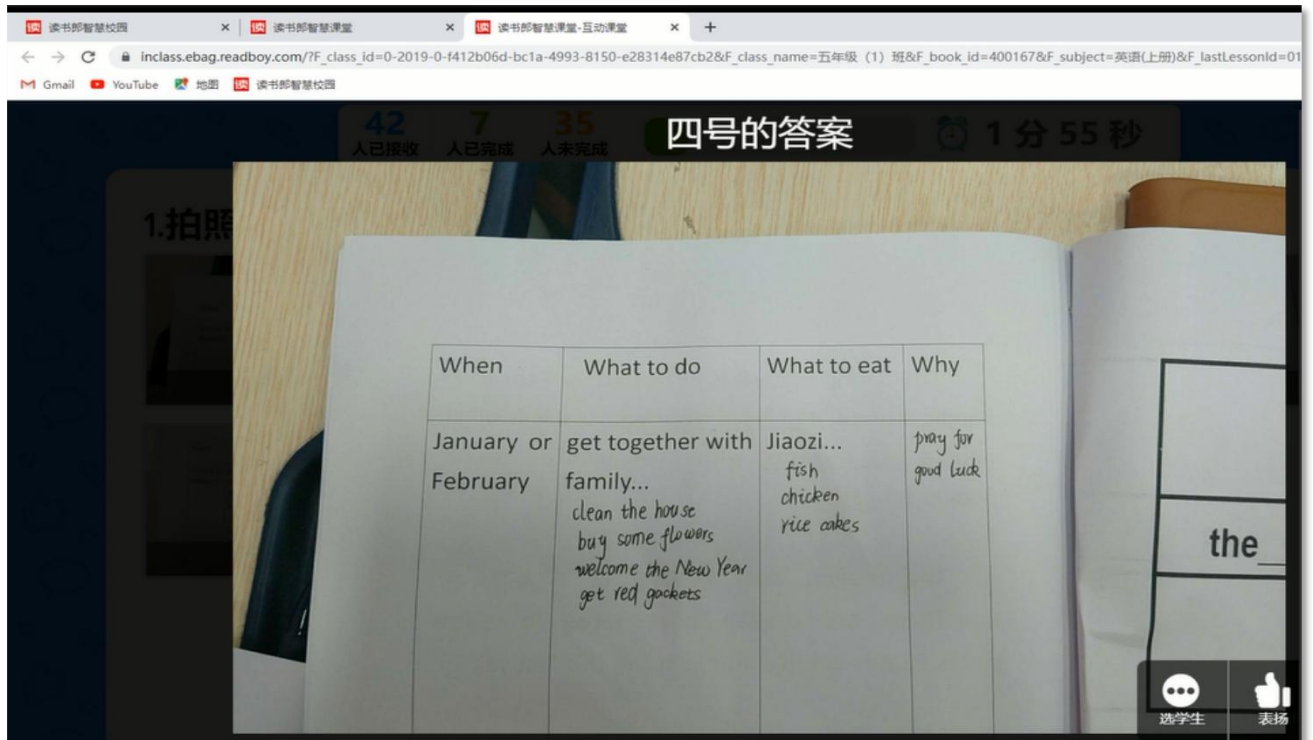 读书郎智慧校园
读书郎智慧课堂
读书郎智慧课堂-互动课堂
inclass.ebag.readboy.com/?F_class_id=0-2019-0-f412b06d-bc1a-4993-8150-e28314e87cb2&F_class_name=五年级（1）班&F_book_id=400167&F_subject=英语(上册)&F_lastLessonId=01
Gmail YouTube 地图 读书郎智慧校园
42 7 35
人已接收 人已完成 人未完成
四号的答案
1分55秒
1.拍照
When What to do What to eat Why
January or get together with Jiaozi... pray for
February family... fish good luck
clean the house chicken
buy some flowers rice cakes
welcome the New Year
get red gackets
the
选学生 表扬